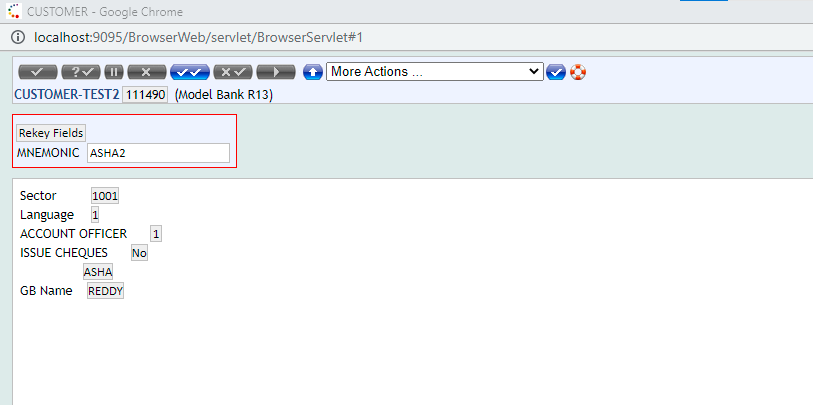 CUSTOMER - Google Chrome
localhost:9095/BrowserWeb/servlet/BrowserServlet#1
More Actions ...
CUSTOMER-TEST2 111490 (Model Bank R13)
Rekey Fields
MNEMONIC ASHA2
Sector 1001
Language 1
ACCOUNT OFFICER 1
ISSUE CHEQUES No
ASHA
GB Name REDDY